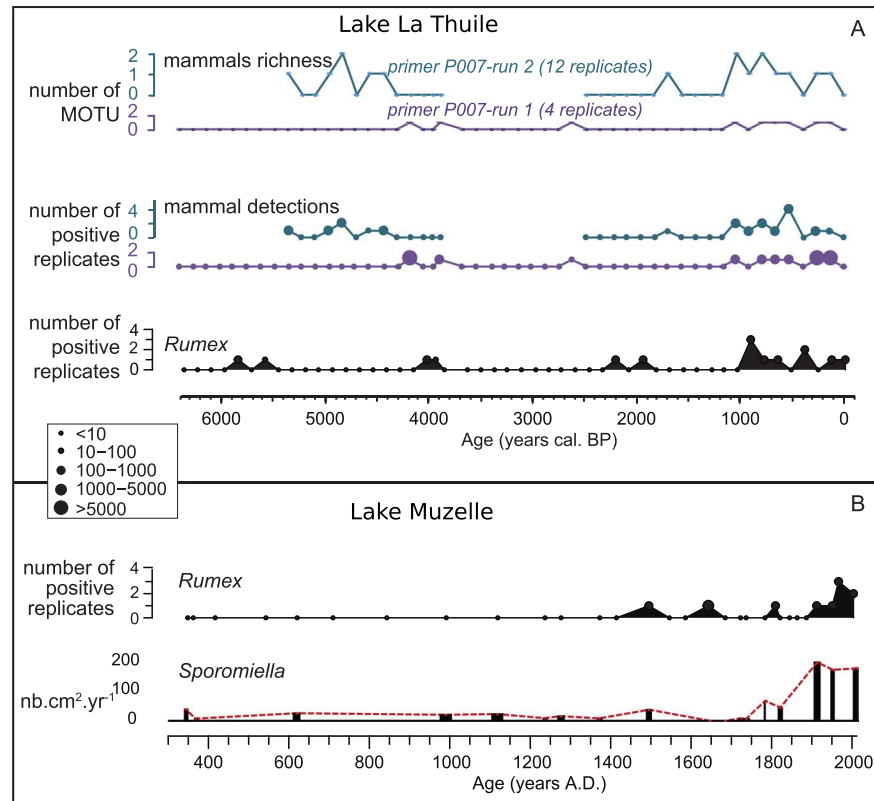 Lake La Thuile
A
mammals richness
primer P007-run 2 (12 replicates)
number of
MOTU
2
1
0
primer P007-run 1 (4 replicates)
2
0
mammal detections
number of
positive
replicates
4
0
2
0
Rumex
number of
positive
replicates
4
2
0
6000 5000 4000 3000 2000 1000 0
Age (years cal. BP)
<10
10−100
100−1000
1000−5000
>5000
Lake Muzelle
B
number of
positive
replicates
4
2
0
Rumex
Sporomiella
200
100
0
nb.cm².yr⁻¹
400 600 800 1000 1200 1400 1600 1800 2000
Age (years A.D.)